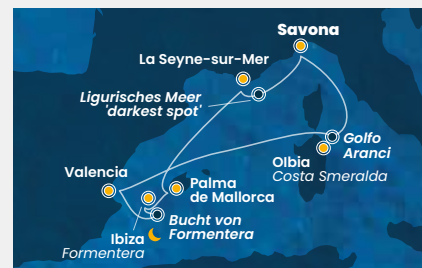 Savona
La Seyne-sur-Mer
Ligurisches Meer
'darkest spot'
Golfo
Aranci
Olbia
Costa Smeralda
Valencia
Palma
de Mallorca
Bucht von
Formentera
Ibiza
Formentera